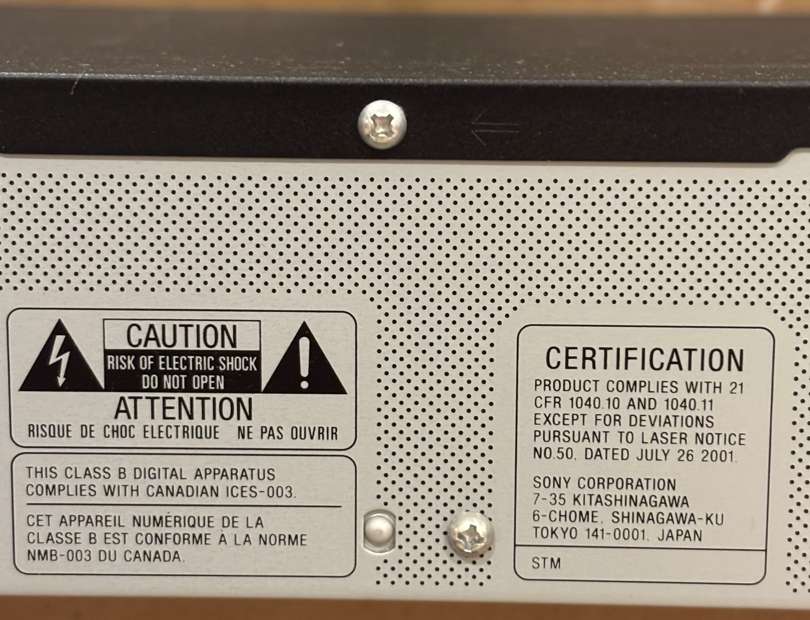 CAUTION
RISK OF ELECTRIC SHOCK
DO NOT OPEN
ATTENTION
RISQUE DE CHOC ELECTRIQUE NE PAS OUVRIR
THIS CLASS B DIGITAL APPARATUS
COMPLIES WITH CANADIAN ICES-003.
CET APPAREIL NUMÉRIQUE DE LA
CLASSE B EST CONFORME À LA NORME
NMB-003 DU CANADA.
CERTIFICATION
PRODUCT COMPLIES WITH 21
CFR 1040.10 AND 1040.11
EXCEPT FOR DEVIATIONS
PURSUANT TO LASER NOTICE
NO.50, DATED JULY 26 2001.
SONY CORPORATION
7-35 KITASHINAGAWA
6-CHOME, SHINAGAWA-KU
TOKYO 141-0001, JAPAN
STM